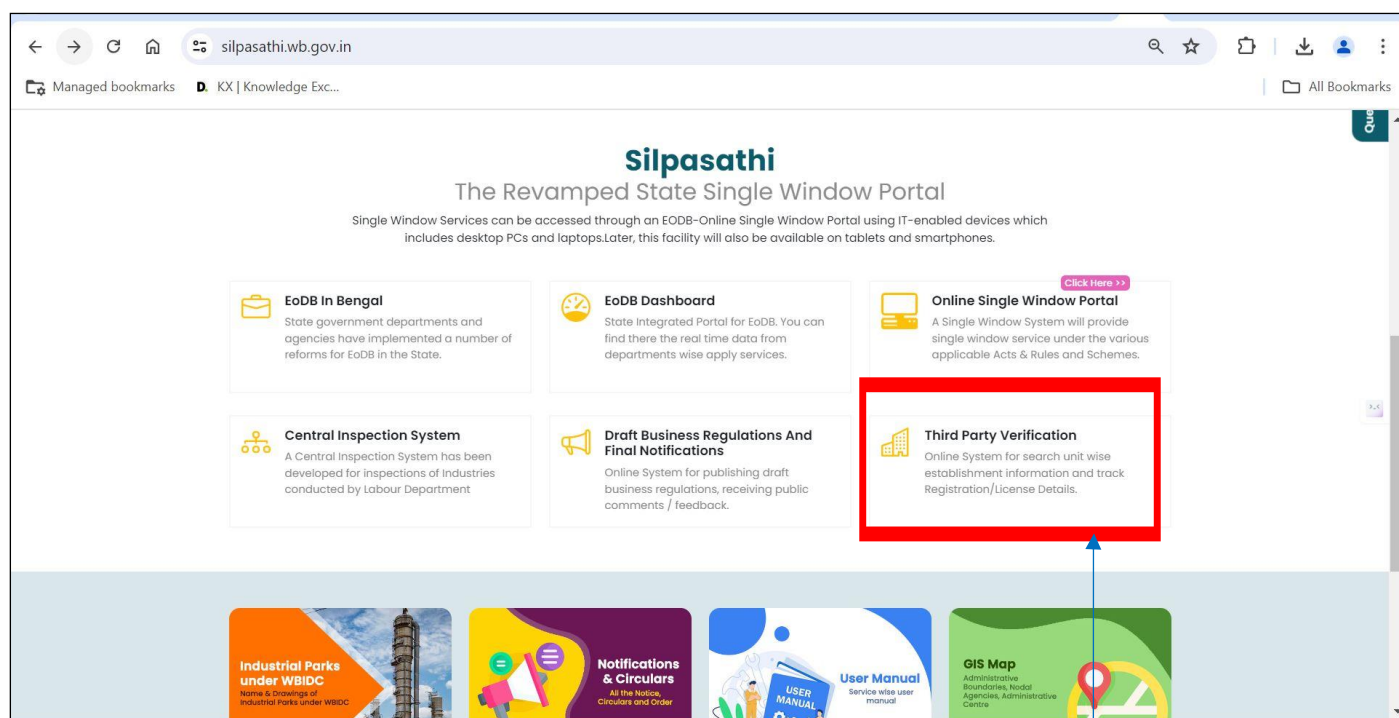 silpasathi.wb.gov.in
Managed bookmarks
D. KX | Knowledge Exc...
All Bookmarks
Que
Silpasathi
The Revamped State Single Window Portal
Single Window Services can be accessed through an EODB-Online Single Window Portal using IT-enabled devices which
includes desktop PCs and laptops.Later, this facility will also be available on tablets and smartphones.
EoDB In Bengal
State government departments and
agencies have implemented a number of
reforms for EoDB in the State.
EoDB Dashboard
State Integrated Portal for EoDB. You can
find there the real time data from
departments wise apply services.
Click Here >>
Online Single Window Portal
A Single Window System will provide
single window service under the various
applicable Acts & Rules and Schemes.
Central Inspection System
A Central Inspection System has been
developed for inspections of Industries
conducted by Labour Department
Draft Business Regulations And
Final Notifications
Online System for publishing draft
business regulations, receiving public
comments / feedback.
Third Party Verification
Online System for search unit wise
establishment information and track
Registration/License Details.
Industrial Parks
under WBIDC
Name & Drawings of
Industrial Parks under WBIDC
Notifications
& Circulars
All the Notice,
Circulars and Order
USER
MANUAL
User Manual
Service wise user
manual
GIS Map
Administrative
Boundaries, Nodal
Agencies, Administrative
Centre